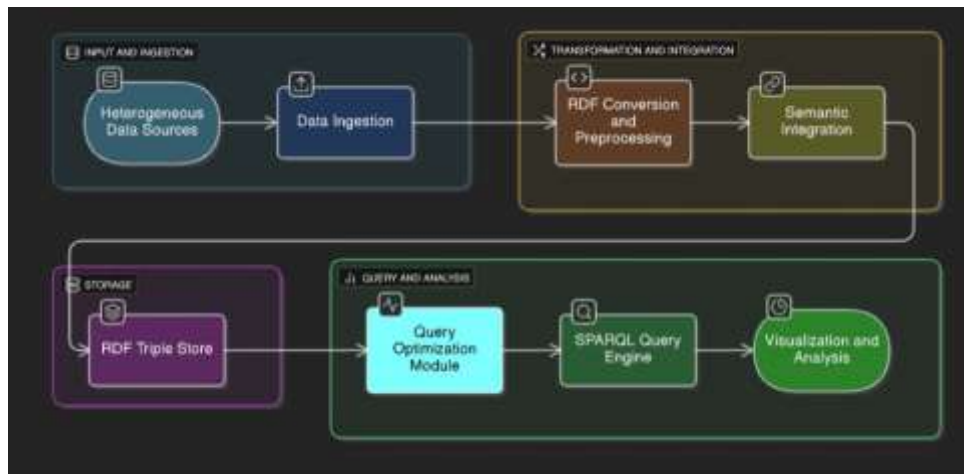 INPUT AND INGESTION
Heterogeneous
Data Sources
Data Ingestion
TRANSFORMATION AND INTEGRATION
RDF Conversion
and
Preprocessing
Semantic
Integration
STORAGE
RDF Triple Store
QUERY AND ANALYSIS
Query
Optimization
Module
SPARQL Query
Engine
Visualization and
Analysis